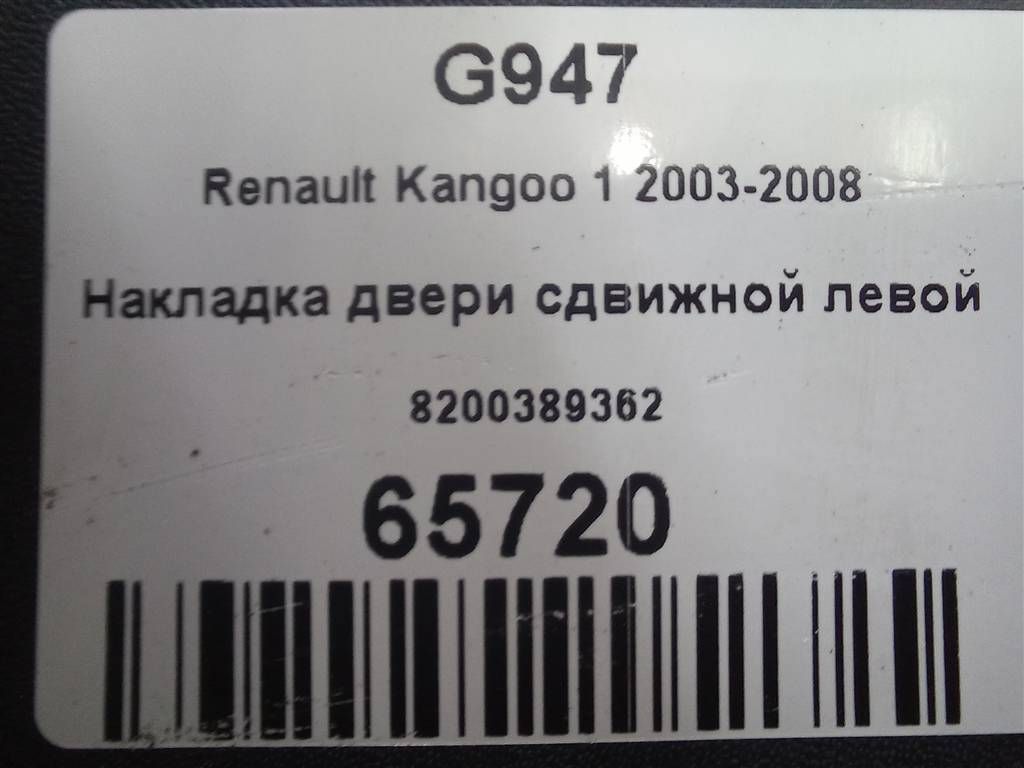 G947
Renault Kangoo 1 2003-2008
Накладка двери сдвижной левой
8200389362
65720